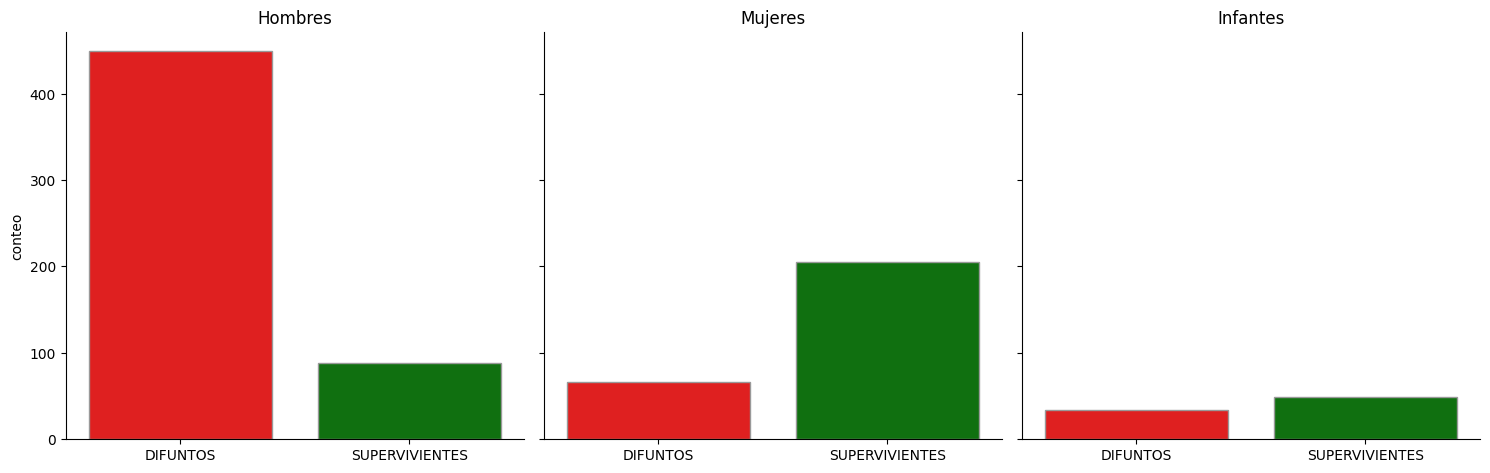 Hombres
Mujeres
Infantes
conteo
400
300
200
100
0
DIFUNTOS
SUPERVIVIENTES
DIFUNTOS
SUPERVIVIENTES
DIFUNTOS
SUPERVIVIENTES